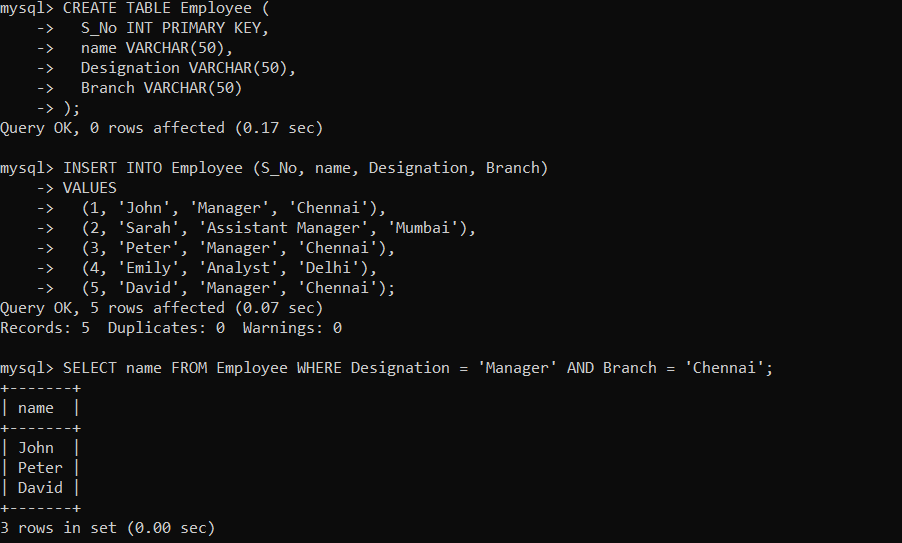 mysql> CREATE TABLE Employee (
    ->   S_No INT PRIMARY KEY,
    ->   name VARCHAR(50),
    ->   Designation VARCHAR(50),
    ->   Branch VARCHAR(50)
    -> );
Query OK, 0 rows affected (0.17 sec)

mysql> INSERT INTO Employee (S_No, name, Designation, Branch)
    -> VALUES
    ->   (1, 'John', 'Manager', 'Chennai'),
    ->   (2, 'Sarah', 'Assistant Manager', 'Mumbai'),
    ->   (3, 'Peter', 'Manager', 'Chennai'),
    ->   (4, 'Emily', 'Analyst', 'Delhi'),
    ->   (5, 'David', 'Manager', 'Chennai');
Query OK, 5 rows affected (0.07 sec)
Records: 5  Duplicates: 0  Warnings: 0

mysql> SELECT name FROM Employee WHERE Designation = 'Manager' AND Branch = 'Chennai';
+-------+
| name  |
+-------+
| John  |
| Peter |
| David |
+-------+
3 rows in set (0.00 sec)